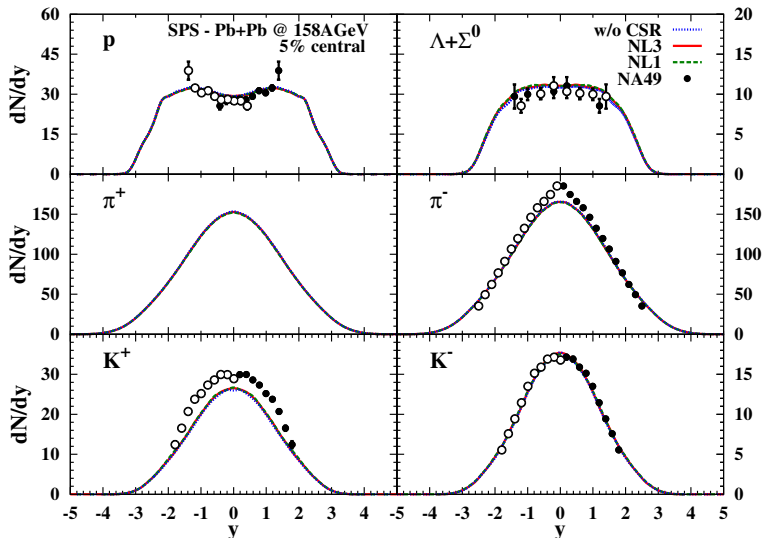 p
SPS - Pb+Pb @ 158AGeV
5% central
Λ+Σ⁰
w/o CSR
NL3
NL1
NA49
dN/dy
60
45
30
15
0
20
15
10
5
0
π⁺
π⁻
dN/dy
150
100
50
0
150
100
50
0
K⁺
K⁻
dN/dy
30
20
10
0
15
10
5
0
-5 -4 -3 -2 -1 0 1 2 3 4 -5 -4 -3 -2 -1 0 1 2 3 4 5
y y